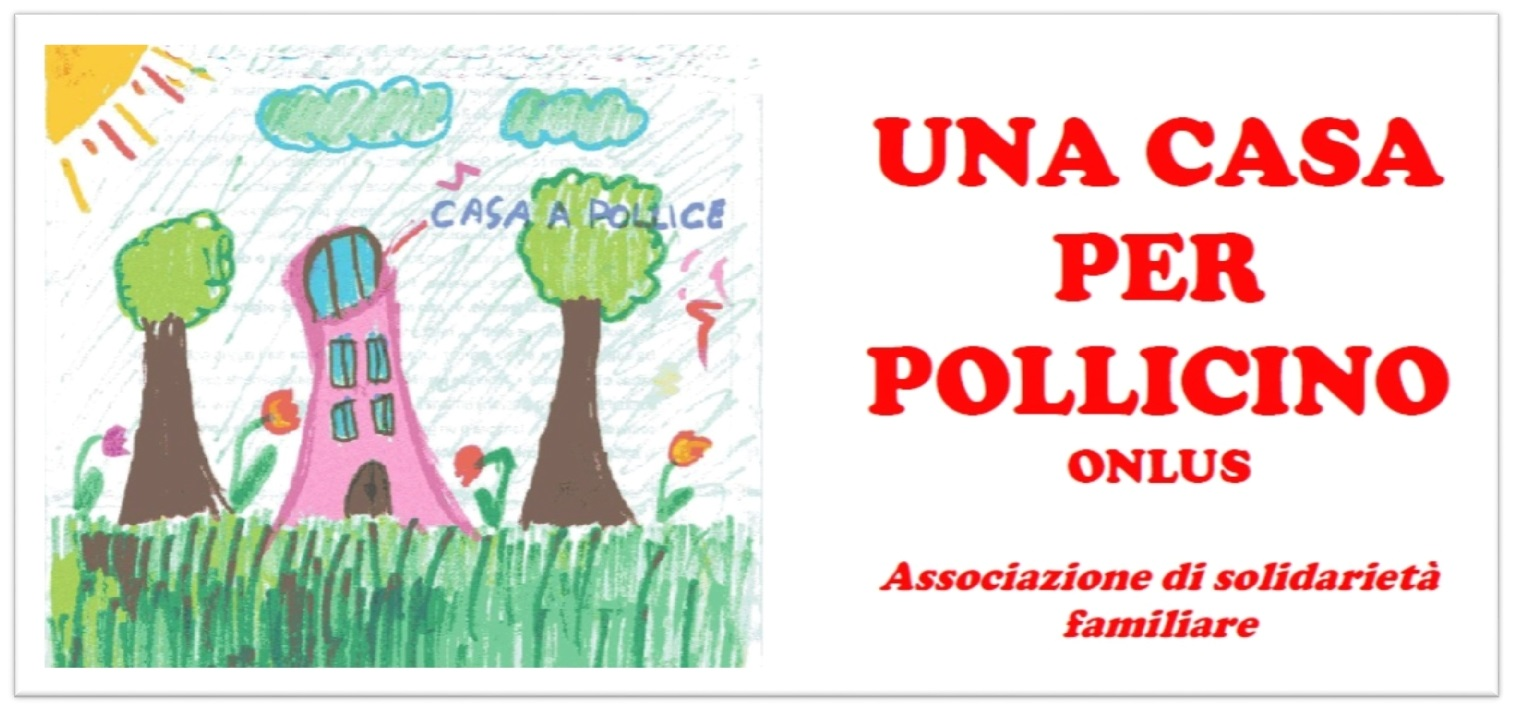 CASA A POLLICE
UNA CASA
PER
POLLICINO
ONLUS
Associazione di solidarietà
familiare